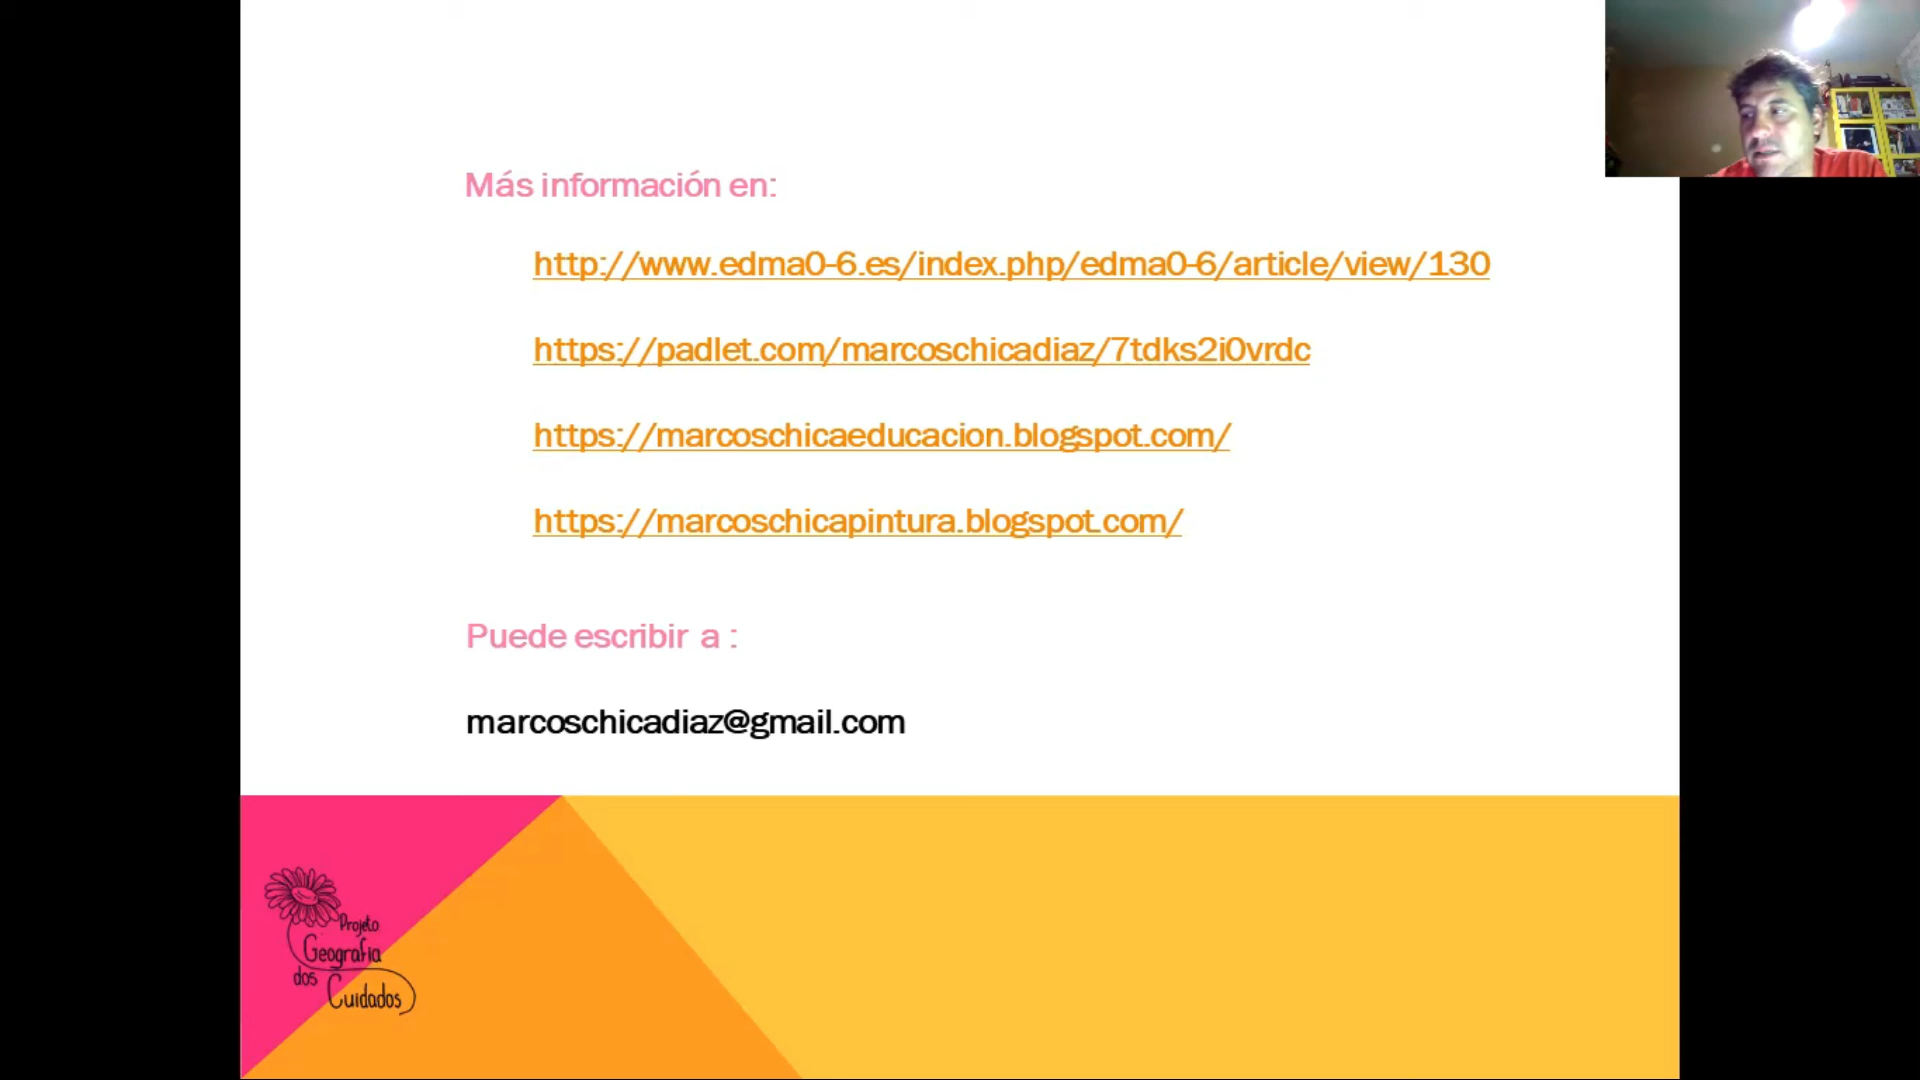 Más información en:
http://www.edma0-6.es/index.php/edma0-6/article/view/130
https://padlet.com/marcoschicadiaz/7tdks2i0vrdc
https://marcoschicaeducacion.blogspot.com/
https://marcoschicapintura.blogspot.com/
Puede escribir a :
marcoschicadiaz@gmail.com
Projeto
Geografia
dos
Cuidados